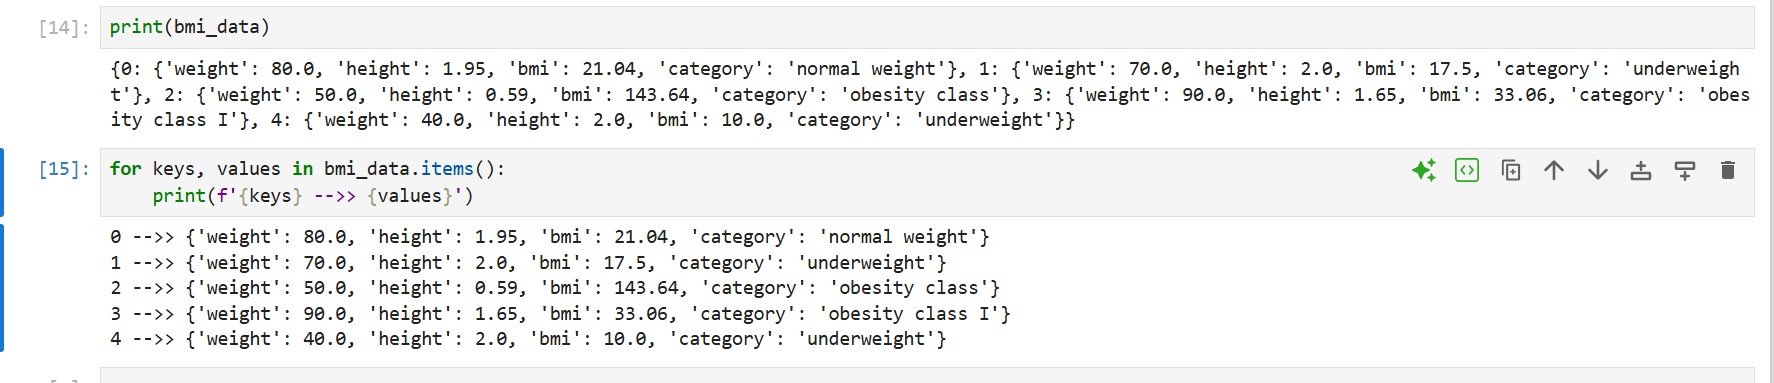 [14]: print(bmi_data)
{0: {'weight': 80.0, 'height': 1.95, 'bmi': 21.04, 'category': 'normal weight'}, 1: {'weight': 70.0, 'height': 2.0, 'bmi': 17.5, 'category': 'underweigh
t'}, 2: {'weight': 50.0, 'height': 0.59, 'bmi': 143.64, 'category': 'obesity class'}, 3: {'weight': 90.0, 'height': 1.65, 'bmi': 33.06, 'category': 'obes
ity class I'}, 4: {'weight': 40.0, 'height': 2.0, 'bmi': 10.0, 'category': 'underweight'}}
[15]: for keys, values in bmi_data.items():
    print(f'{keys} -->> {values}')
0 -->> {'weight': 80.0, 'height': 1.95, 'bmi': 21.04, 'category': 'normal weight'}
1 -->> {'weight': 70.0, 'height': 2.0, 'bmi': 17.5, 'category': 'underweight'}
2 -->> {'weight': 50.0, 'height': 0.59, 'bmi': 143.64, 'category': 'obesity class'}
3 -->> {'weight': 90.0, 'height': 1.65, 'bmi': 33.06, 'category': 'obesity class I'}
4 -->> {'weight': 40.0, 'height': 2.0, 'bmi': 10.0, 'category': 'underweight'}